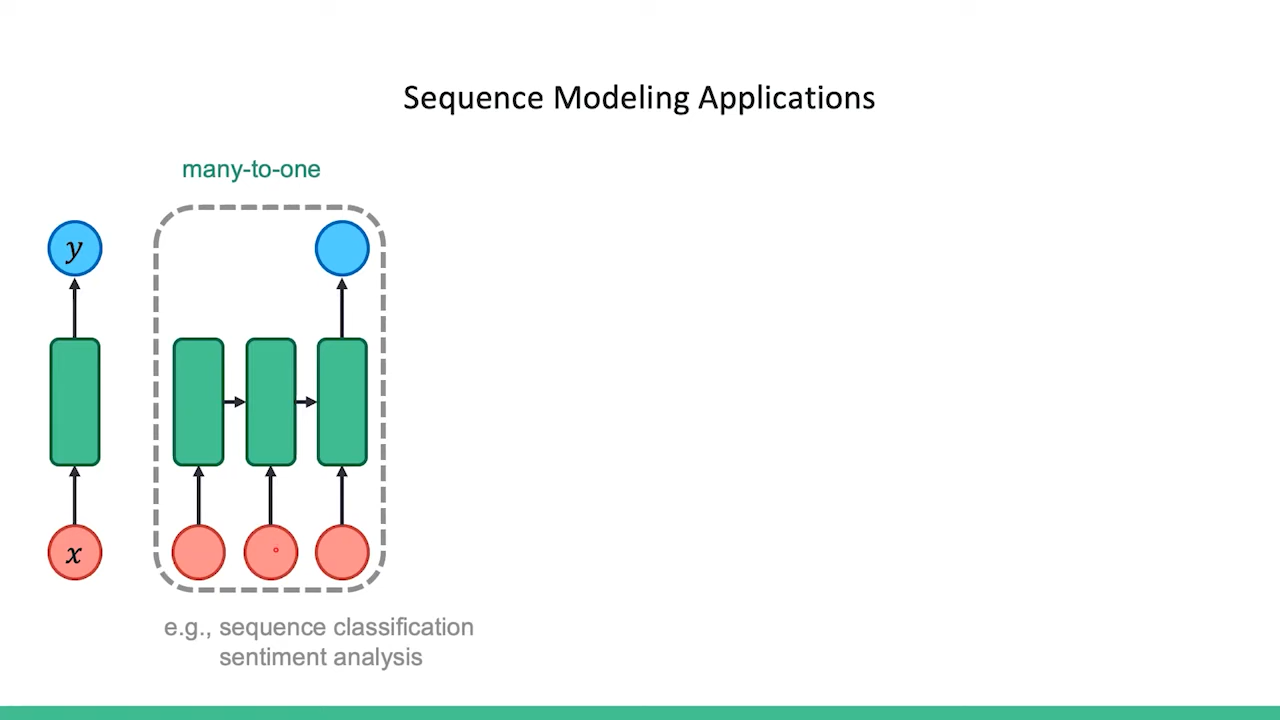 Sequence Modeling Applications
many-to-one
y
x
e.g., sequence classification
sentiment analysis